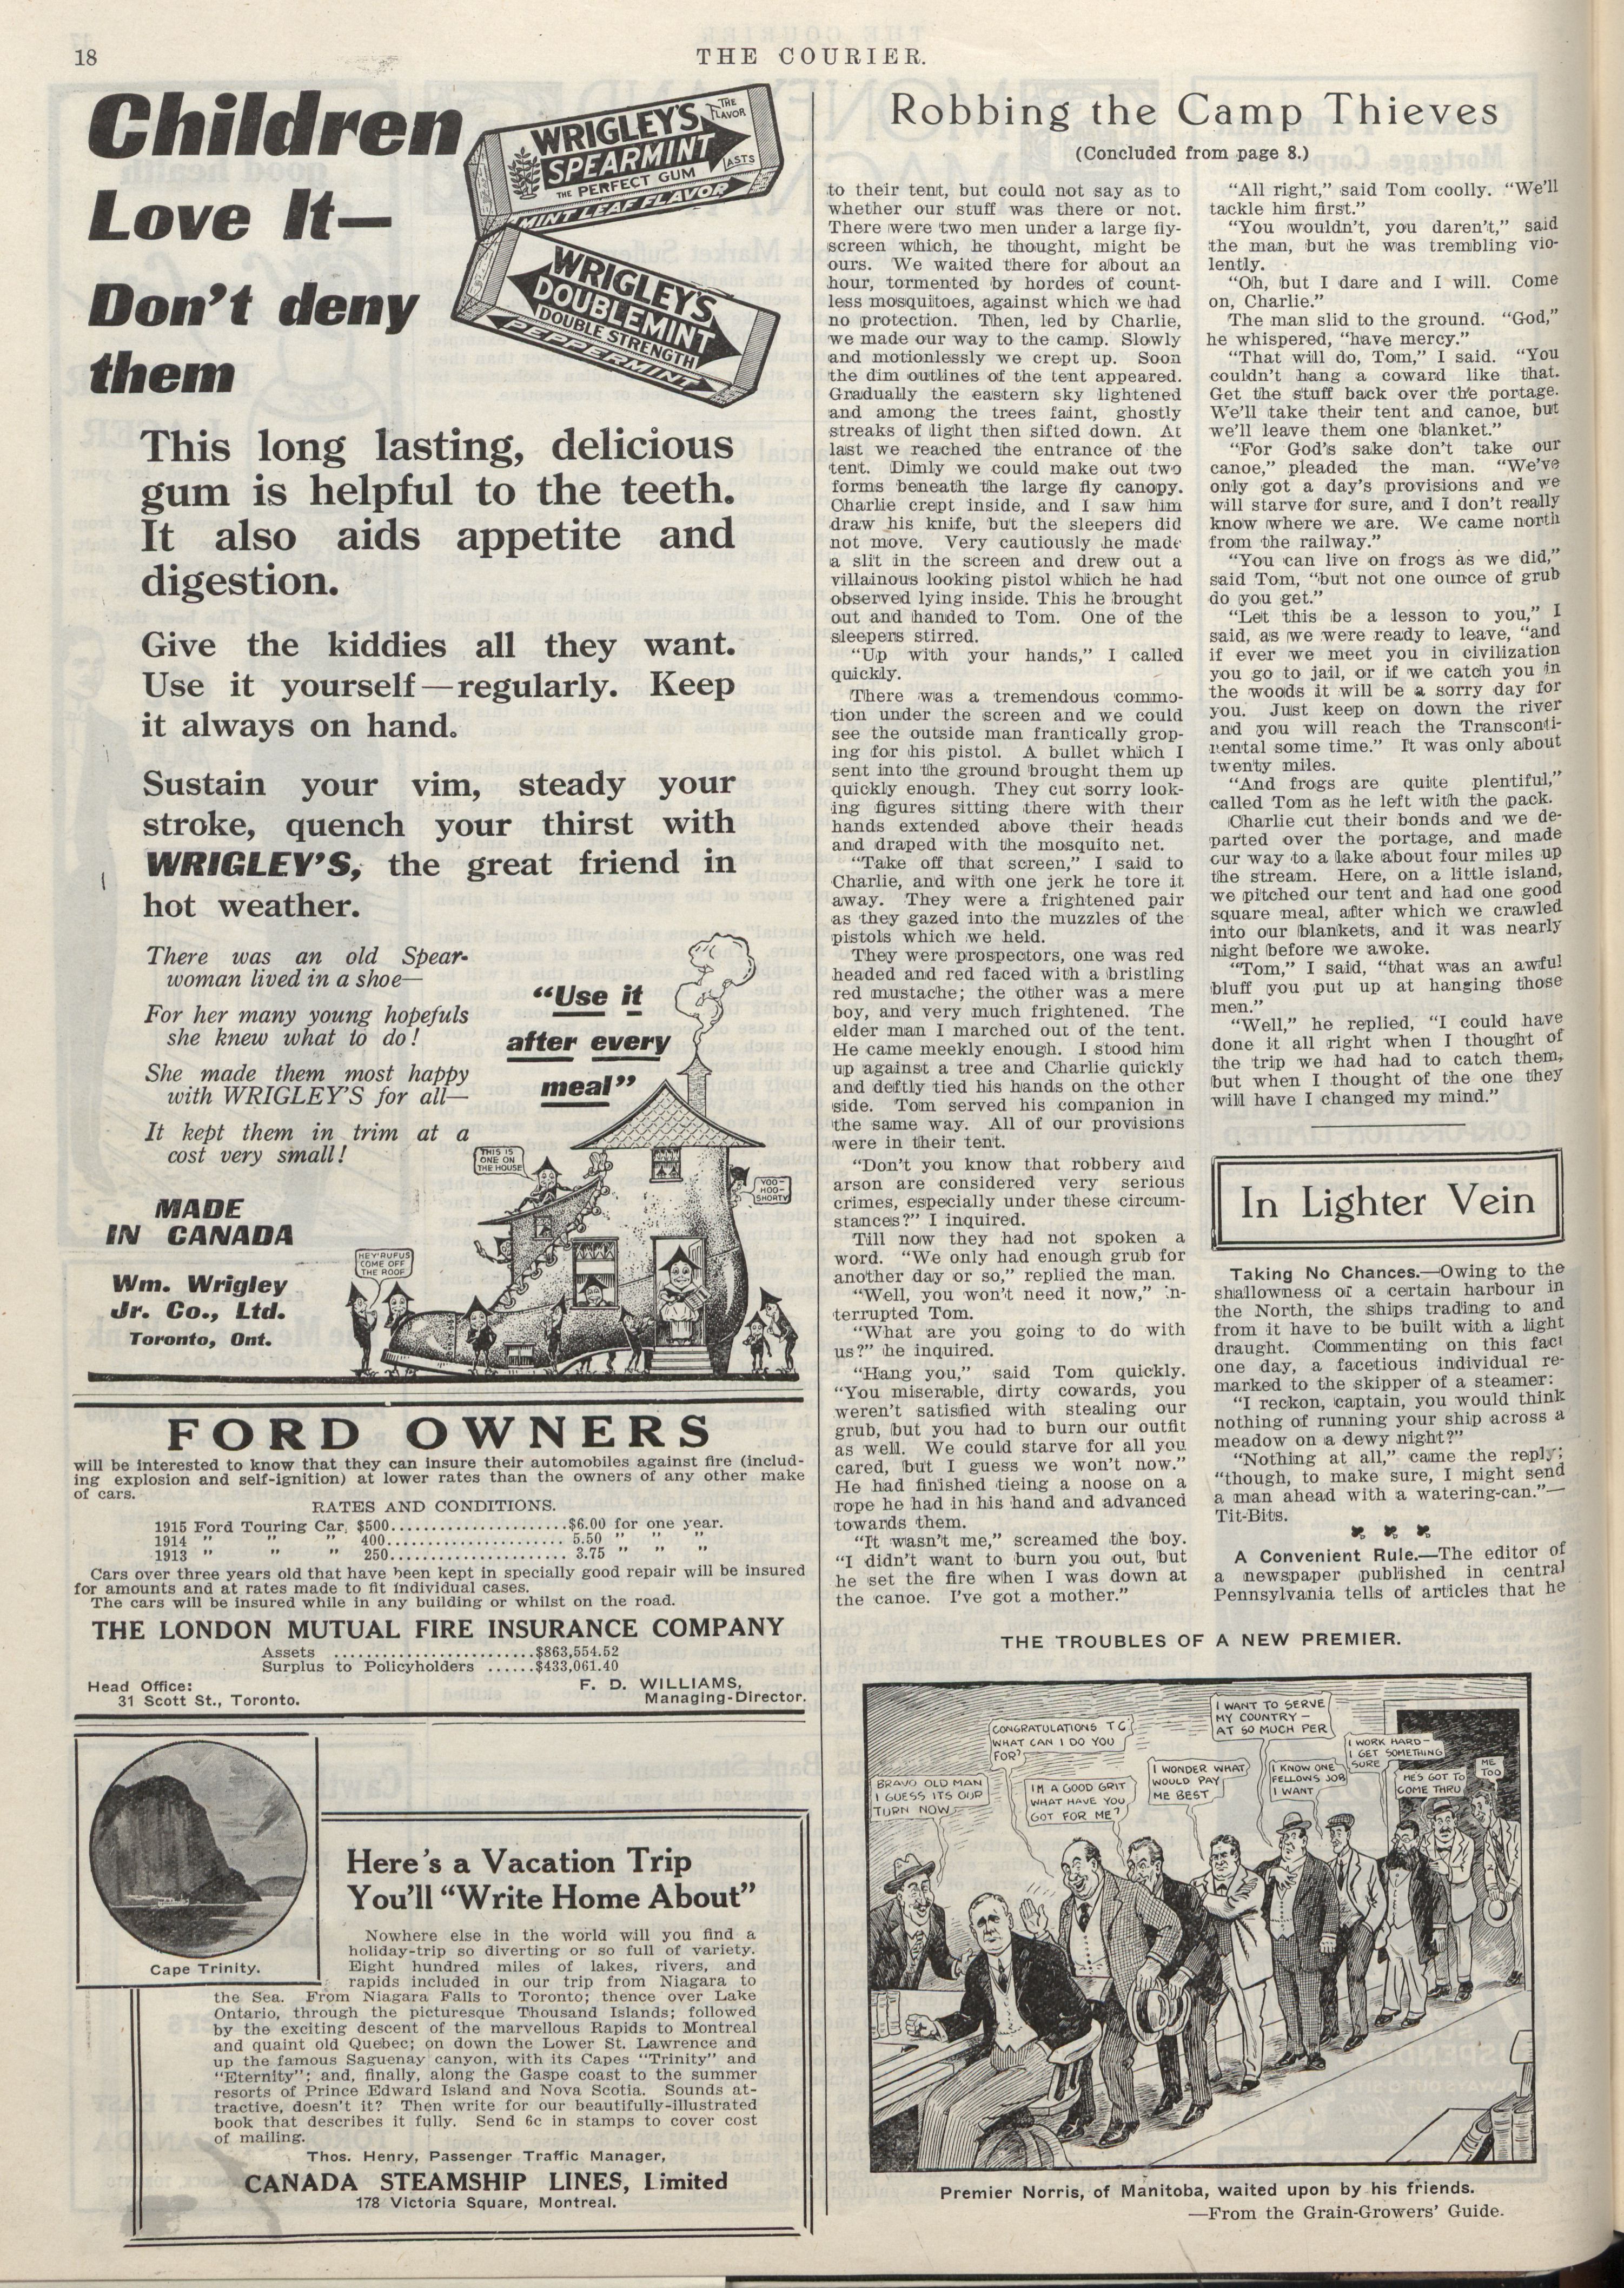 18
THE COURIER.
Children
Love It—
Don't deny
them
WRIGLEY'S
SPEARMINT
THE PERFECT GUM
MINT LEAF FLAVOR
THE FLAVOR
LASTS
WRIGLEY'S
DOUBLEMINT
DOUBLE STRENGTH
PEPPERMINT
This long lasting, delicious
gum is helpful to the teeth.
It also aids appetite and
digestion.
Give the kiddies all they want.
Use it yourself—regularly. Keep
it always on hand.
Sustain your vim, steady your
stroke, quench your thirst with
WRIGLEY'S, the great friend in
hot weather.
There was an old Spear-
woman lived in a shoe—
For her many young hopefuls
she knew what to do!
She made them most happy
with WRIGLEY'S for all—
It kept them in trim at a
cost very small!
"Use it
after every
meal"
THIS IS
ONE ON
THE HOUSE
YOO-
HOO-
SHORTY
HEY RUFUS
COME OFF
THE ROOF
MADE
IN CANADA
Wm. Wrigley
Jr. Co., Ltd.
Toronto, Ont.
FORD OWNERS
will be interested to know that they can insure their automobiles against fire (includ-
ing explosion and self-ignition) at lower rates than the owners of any other make
of cars.
RATES AND CONDITIONS.
1915 Ford Touring Car, $500.......................$6.00 for one year.
1914 " " " 400....................... 5.50 " " "
1913 " " " 250....................... 3.75 " " "
Cars over three years old that have been kept in specially good repair will be insured
for amounts and at rates made to fit individual cases.
The cars will be insured while in any building or whilst on the road.
THE LONDON MUTUAL FIRE INSURANCE COMPANY
Assets ..........................$863,554.52
Surplus to Policyholders ......$433,061.40
Head Office:
31 Scott St., Toronto.
F. D. WILLIAMS,
Managing-Director.
Cape Trinity.
Here's a Vacation Trip
You'll "Write Home About"
Nowhere else in the world will you find a
holiday-trip so diverting or so full of variety.
Eight hundred miles of lakes, rivers, and
rapids included in our trip from Niagara to
the Sea. From Niagara Falls to Toronto; thence over Lake
Ontario, through the picturesque Thousand Islands; followed
by the exciting descent of the marvellous Rapids to Montreal
and quaint old Quebec; on down the Lower St. Lawrence and
up the famous Saguenay canyon, with its Capes "Trinity" and
"Eternity"; and, finally, along the Gaspe coast to the summer
resorts of Prince Edward Island and Nova Scotia. Sounds at-
tractive, doesn't it? Then write for our beautifully-illustrated
book that describes it fully. Send 6c in stamps to cover cost
of mailing.
Thos. Henry, Passenger Traffic Manager,
CANADA STEAMSHIP LINES, Limited
178 Victoria Square, Montreal.
Robbing the Camp Thieves
(Concluded from page 8.)
to their tent, but could not say as to
whether our stuff was there or not.
There were two men under a large fly-
screen which, he thought, might be
ours. We waited there for about an
hour, tormented by hordes of count-
less mosquitoes, against which we had
no protection. Then, led by Charlie,
we made our way to the camp. Slowly
and motionlessly we crept up. Soon
the dim outlines of the tent appeared.
Gradually the eastern sky lightened
and among the trees faint, ghostly
streaks of light then sifted down. At
last we reached the entrance of the
tent. Dimly we could make out two
forms beneath the large fly canopy.
Charlie crept inside, and I saw him
draw his knife, but the sleepers did
not move. Very cautiously he made
a slit in the screen and drew out a
villainous looking pistol which he had
observed lying inside. This he brought
out and handed to Tom. One of the
sleepers stirred.
"Up with your hands," I called
quickly.
There was a tremendous commo-
tion under the screen and we could
see the outside man frantically grop-
ing for his pistol. A bullet which I
sent into the ground brought them up
quickly enough. They cut sorry look-
ing figures sitting there with their
hands extended above their heads
and draped with the mosquito net.
"Take off that screen," I said to
Charlie, and with one jerk he tore it
away. They were a frightened pair
as they gazed into the muzzles of the
pistols which we held.
They were prospectors, one was red
headed and red faced with a bristling
red mustache; the other was a mere
boy, and very much frightened. The
elder man I marched out of the tent.
He came meekly enough. I stood him
up against a tree and Charlie quickly
and deftly tied his hands on the other
side. Tom served his companion in
the same way. All of our provisions
were in their tent.
"Don't you know that robbery and
arson are considered very serious
crimes, especially under these circum-
stances?" I inquired.
Till now they had not spoken a
word. "We only had enough grub for
another day or so," replied the man.
"Well, you won't need it now," in-
terrupted Tom.
"What are you going to do with
us?" he inquired.
"Hang you," said Tom quickly.
"You miserable, dirty cowards, you
weren't satisfied with stealing our
grub, but you had to burn our outfit
as well. We could starve for all you
cared, but I guess we won't now."
He had finished tieing a noose on a
rope he had in his hand and advanced
towards them.
"It wasn't me," screamed the boy.
"I didn't want to burn you out, but
he set the fire when I was down at
the canoe. I've got a mother."
"All right," said Tom coolly. "We'll
tackle him first."
"You wouldn't, you daren't," said
the man, but he was trembling vio-
lently.
"Oh, but I dare and I will. Come
on, Charlie."
The man slid to the ground. "God,"
he whispered, "have mercy."
"That will do, Tom," I said. "You
couldn't hang a coward like that.
Get the stuff back over the portage.
We'll take their tent and canoe, but
we'll leave them one blanket."
"For God's sake don't take our
canoe," pleaded the man. "We've
only got a day's provisions and we
will starve for sure, and I don't really
know where we are. We came north
from the railway."
"You can live on frogs as we did,"
said Tom, "but not one ounce of grub
do you get."
"Let this be a lesson to you," I
said, as we were ready to leave, "and
if ever we meet you in civilization
you go to jail, or if we catch you in
the woods it will be a sorry day for
you. Just keep on down the river
and you will reach the Transconti-
nental some time." It was only about
twenty miles.
"And frogs are quite plentiful,"
called Tom as he left with the pack.
Charlie cut their bonds and we de-
parted over the portage, and made
our way to a lake about four miles up
the stream. Here, on a little island,
we pitched our tent and had one good
square meal, after which we crawled
into our blankets, and it was nearly
night before we awoke.
"Tom," I said, "that was an awful
bluff you put up at hanging those
men."
"Well," he replied, "I could have
done it all right when I thought of
the trip we had had to catch them,
but when I thought of the one they
will have I changed my mind."
In Lighter Vein
Taking No Chances.—Owing to the
shallowness of a certain harbour in
the North, the ships trading to and
from it have to be built with a light
draught. Commenting on this fact
one day, a facetious individual re-
marked to the skipper of a steamer:
"I reckon, captain, you would think
nothing of running your ship across a
meadow on a dewy night?"
"Nothing at all," came the reply;
"though, to make sure, I might send
a man ahead with a watering-can."—
Tit-Bits.
A Convenient Rule.—The editor of
a newspaper published in central
Pennsylvania tells of articles that he
THE TROUBLES OF A NEW PREMIER.
BRAVO OLD MAN
I GUESS ITS OUR
TURN NOW
CONGRATULATIONS T C
WHAT CAN I DO YOU
FOR?
IM A GOOD GRIT
WHAT HAVE YOU
GOT FOR ME?
I WONDER WHAT
WOULD PAY
ME BEST
I WANT TO SERVE
MY COUNTRY —
AT SO MUCH PER
I KNOW ONE
FELLOWS JOB
I WANT
I WORK HARD—
I GET SOMETHING
SURE
HES GOT TO
COME THRU
ME
TOO
Premier Norris, of Manitoba, waited upon by his friends.
—From the Grain-Growers' Guide.